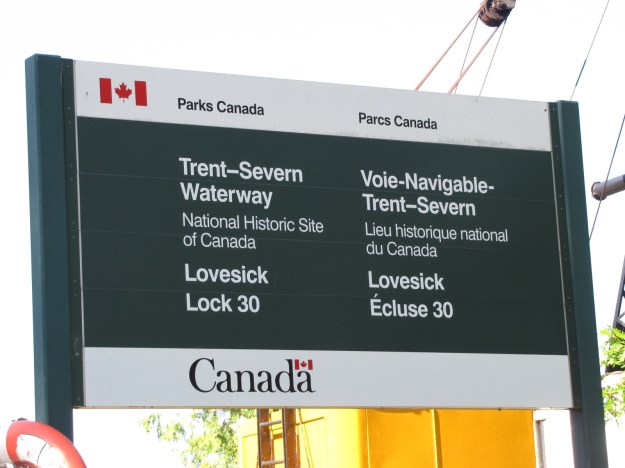 Parks Canada
Parcs Canada
Trent–Severn
Waterway
National Historic Site
of Canada
Lovesick
Lock 30
Voie-Navigable-
Trent–Severn
Lieu historique national
du Canada
Lovesick
Écluse 30
Canada